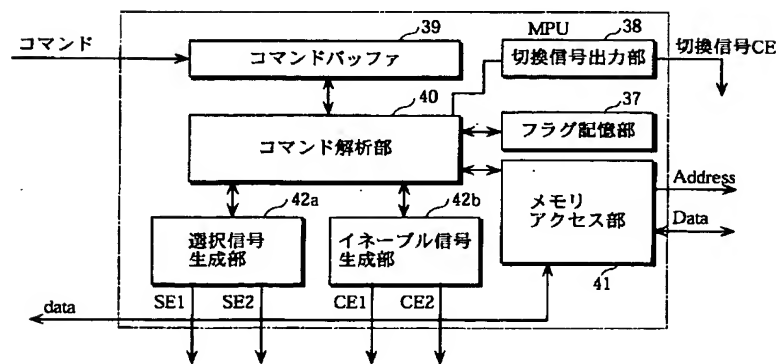 MPU
39
38
コマンド
コマンドバッファ
切換信号出力部
切換信号CE
40
37
コマンド解析部
フラグ記憶部
メモリ
アクセス部
Address
Data
42a
42b
選択信号
生成部
イネーブル信号
生成部
41
data
SE1
SE2
CE1
CE2